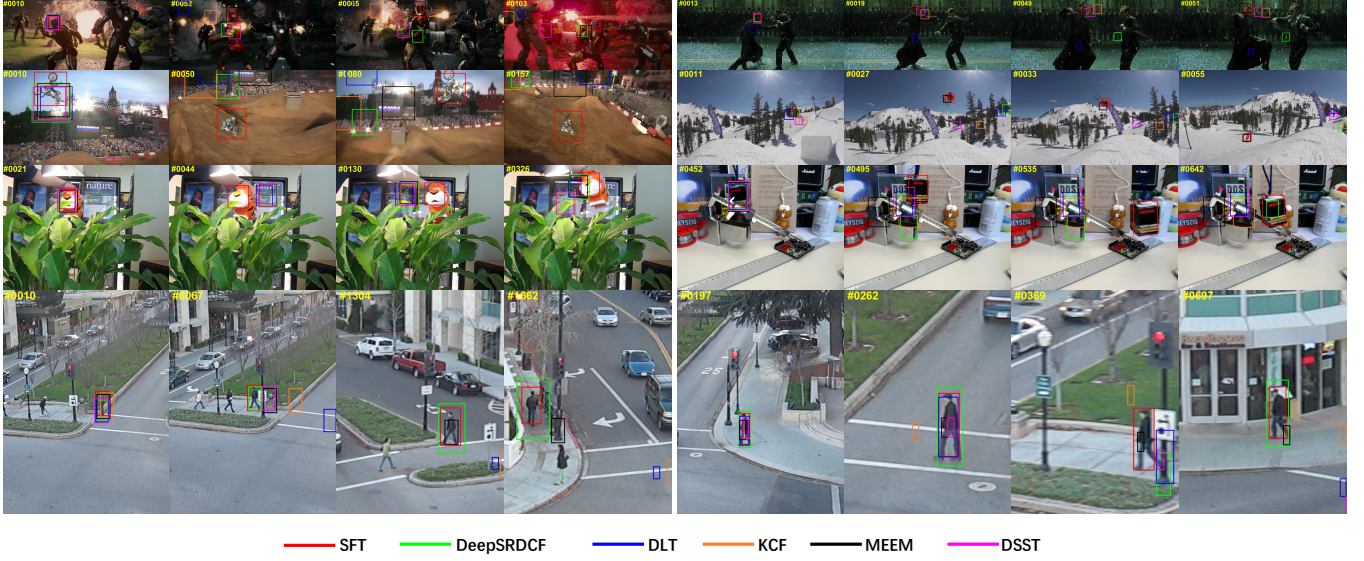 #0010 #0052 #0065 #0103 #0013 #0019 #0049 #0051
#0010 #0050 #0080 #0157 #0011 #0027 #0033 #0055
#0021 #0044 #0130 #0326 #0452 #0495 #0535 #0642
nature
#0010 #0067 #1304 #1662 #0197 #0262 #0369 #0697
25
SFT DeepSRDCF DLT KCF MEEM DSST